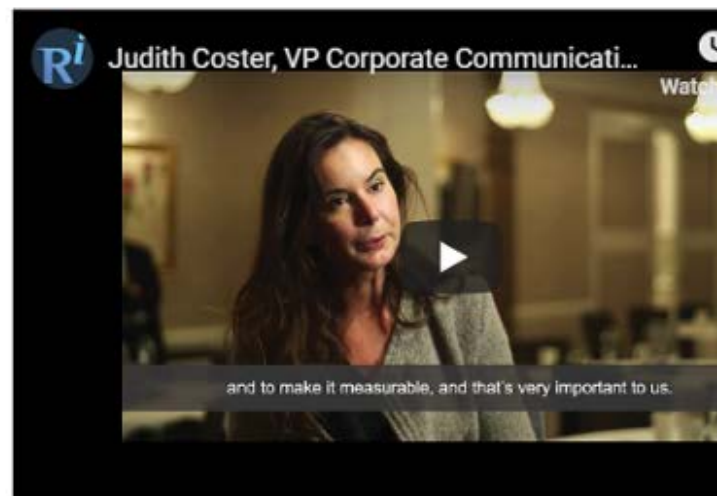 Ri
Judith Coster, VP Corporate Communicati...
Watch
and to make it measurable, and that's very important to us.